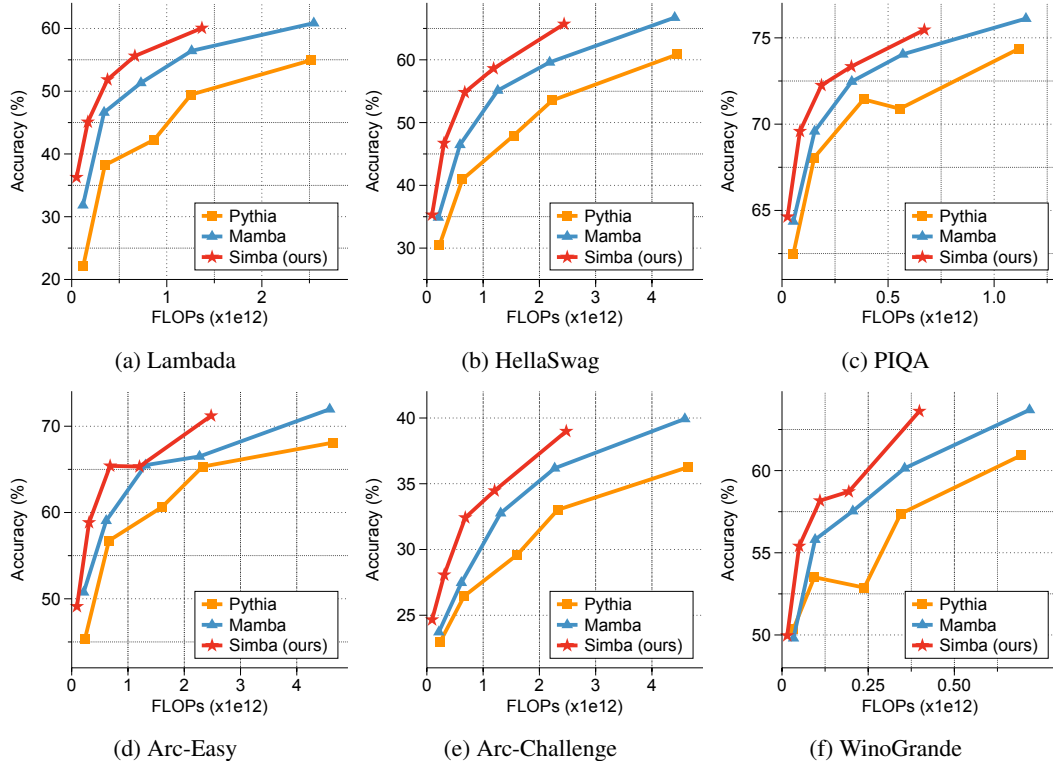 60
50
40
30
20
Accuracy (%)
Pythia
Mamba
Simba (ours)
0
1
2
FLOPs (x1e12)
(a) Lambada
60
50
40
30
Accuracy (%)
Pythia
Mamba
Simba (ours)
0
1
2
3
4
FLOPs (x1e12)
(b) HellaSwag
75
70
65
Accuracy (%)
Pythia
Mamba
Simba (ours)
0
0.5
1.0
FLOPs (x1e12)
(c) PIQA
70
60
50
Accuracy (%)
Pythia
Mamba
Simba (ours)
0
1
2
3
4
FLOPs (x1e12)
(d) Arc-Easy
40
35
30
25
Accuracy (%)
Pythia
Mamba
Simba (ours)
0
1
2
3
4
FLOPs (x1e12)
(e) Arc-Challenge
60
55
50
Accuracy (%)
Pythia
Mamba
Simba (ours)
0
0.25
0.50
FLOPs (x1e12)
(f) WinoGrande